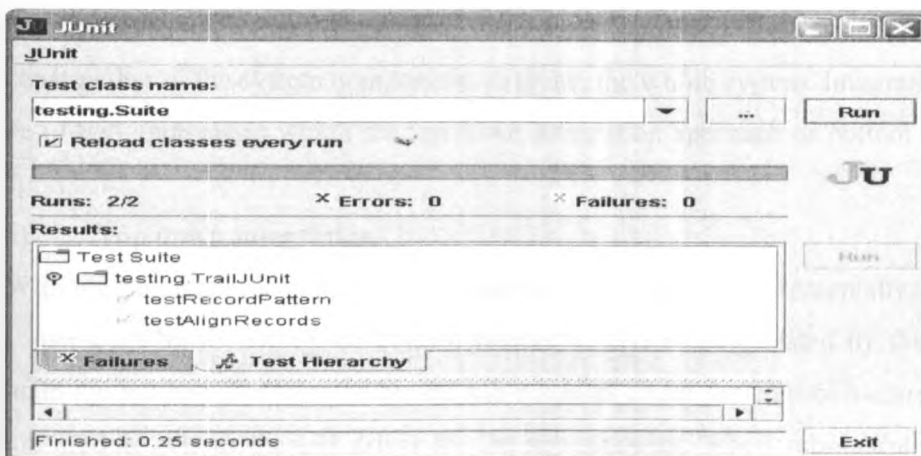 JU JUnit
JUnit
Test class name:
testing.Suite ... Run
Reload classes every run
JU
Runs: 2/2 × Errors: 0 × Failures: 0
Results:
Test Suite
Run
testing.TrailJUnit
testRecordPattern
testAlignRecords
× Failures Test Hierarchy
Finished: 0.25 seconds Exit